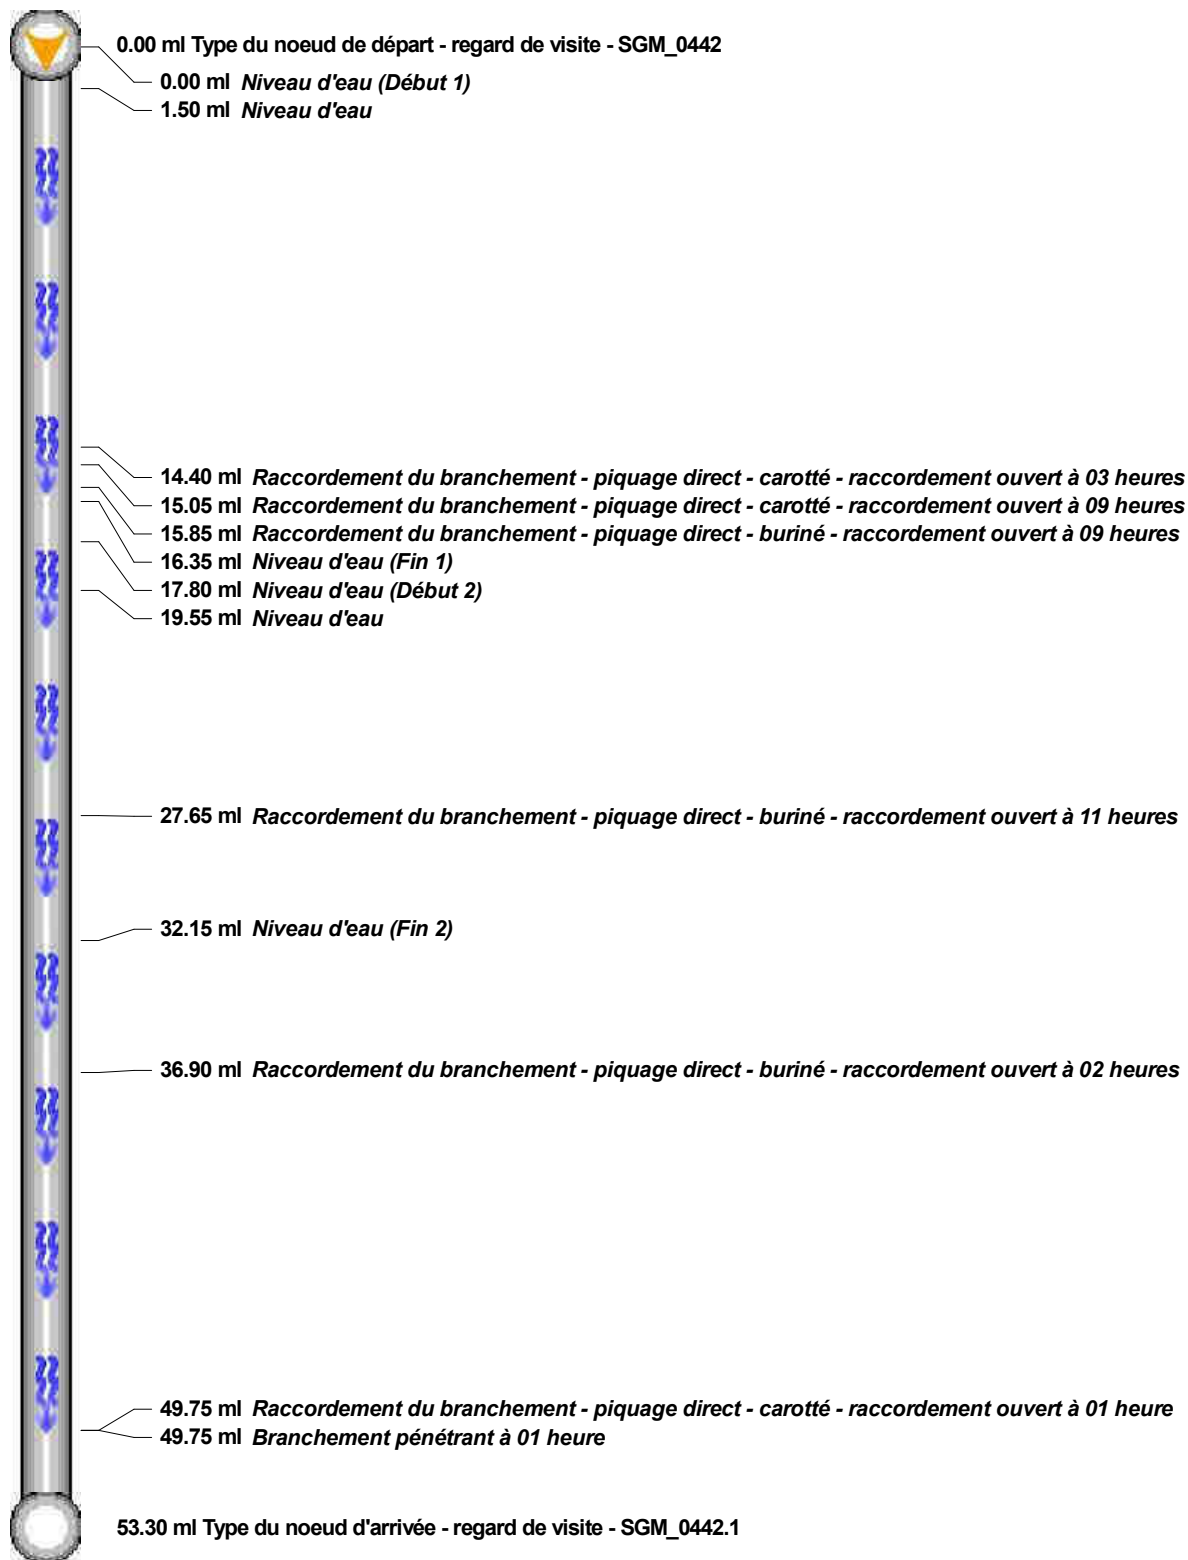 0.00 ml Type du noeud de départ - regard de visite - SGM_0442
0.00 ml Niveau d'eau (Début 1)
1.50 ml Niveau d'eau
14.40 ml Raccordement du branchement - piquage direct - carotté - raccordement ouvert à 03 heures
15.05 ml Raccordement du branchement - piquage direct - carotté - raccordement ouvert à 09 heures
15.85 ml Raccordement du branchement - piquage direct - buriné - raccordement ouvert à 09 heures
16.35 ml Niveau d'eau (Fin 1)
17.80 ml Niveau d'eau (Début 2)
19.55 ml Niveau d'eau
27.65 ml Raccordement du branchement - piquage direct - buriné - raccordement ouvert à 11 heures
32.15 ml Niveau d'eau (Fin 2)
36.90 ml Raccordement du branchement - piquage direct - buriné - raccordement ouvert à 02 heures
49.75 ml Raccordement du branchement - piquage direct - carotté - raccordement ouvert à 01 heure
49.75 ml Branchement pénétrant à 01 heure
53.30 ml Type du noeud d'arrivée - regard de visite - SGM_0442.1